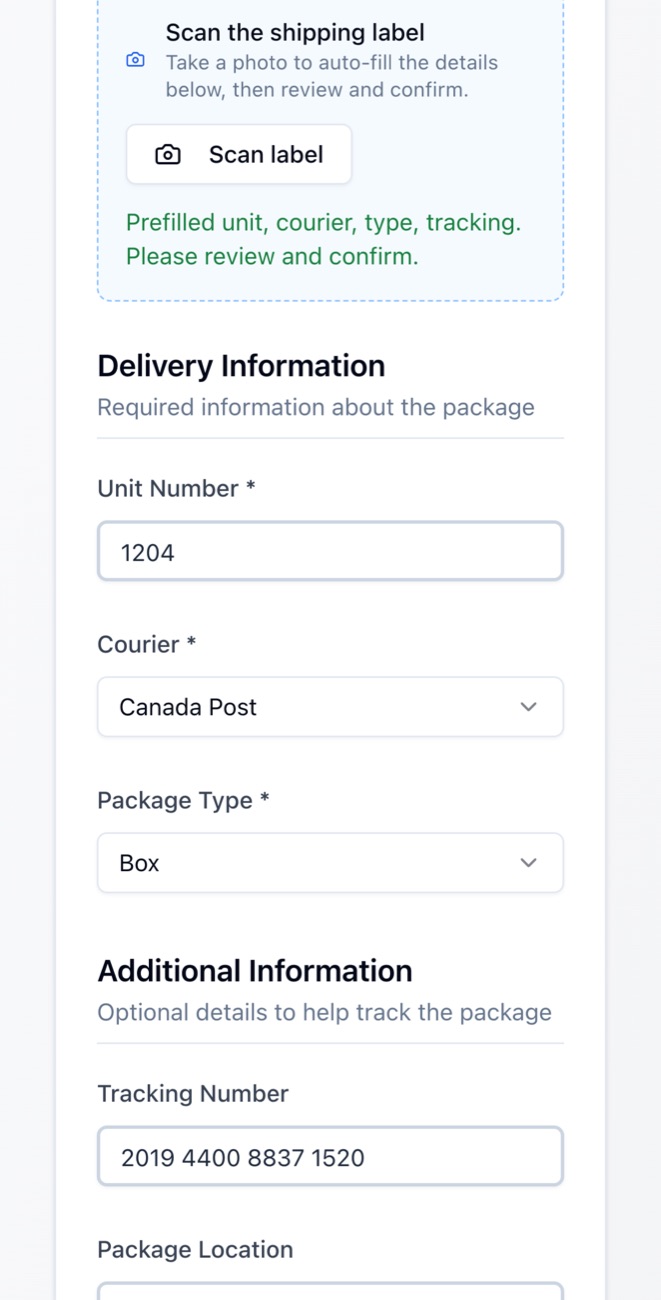 Scan the shipping label
Take a photo to auto-fill the details
below, then review and confirm.
Scan label
Prefilled unit, courier, type, tracking.
Please review and confirm.
Delivery Information
Required information about the package
Unit Number *
1204
Courier *
Canada Post
Package Type *
Box
Additional Information
Optional details to help track the package
Tracking Number
2019 4400 8837 1520
Package Location